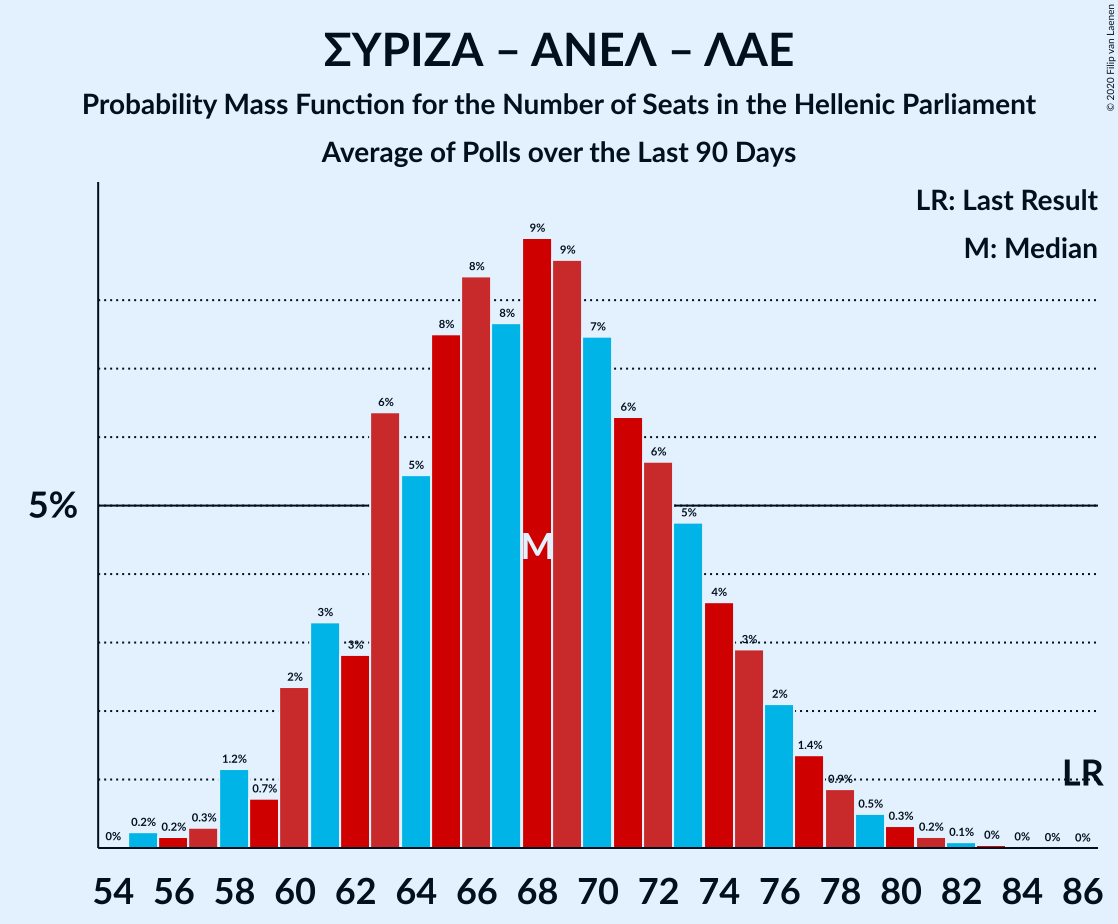 ΣΥΡΙΖΑ – ΑΝΕΛ – ΛΑΕ
Probability Mass Function for the Number of Seats in the Hellenic Parliament
Average of Polls over the Last 90 Days
© 2020 Filip van Laenen
LR: Last Result
M: Median
5%
0% 0.2% 0.2% 0.3% 1.2% 0.7% 2% 3% 3% 6% 5% 8% 8% 8% 9% 9% 7% 6% 6% 5% 4% 3% 2% 1.4% 0.9% 0.5% 0.3% 0.2% 0.1% 0% 0% 0% 0%
M
LR
54 56 58 60 62 64 66 68 70 72 74 76 78 80 82 84 86